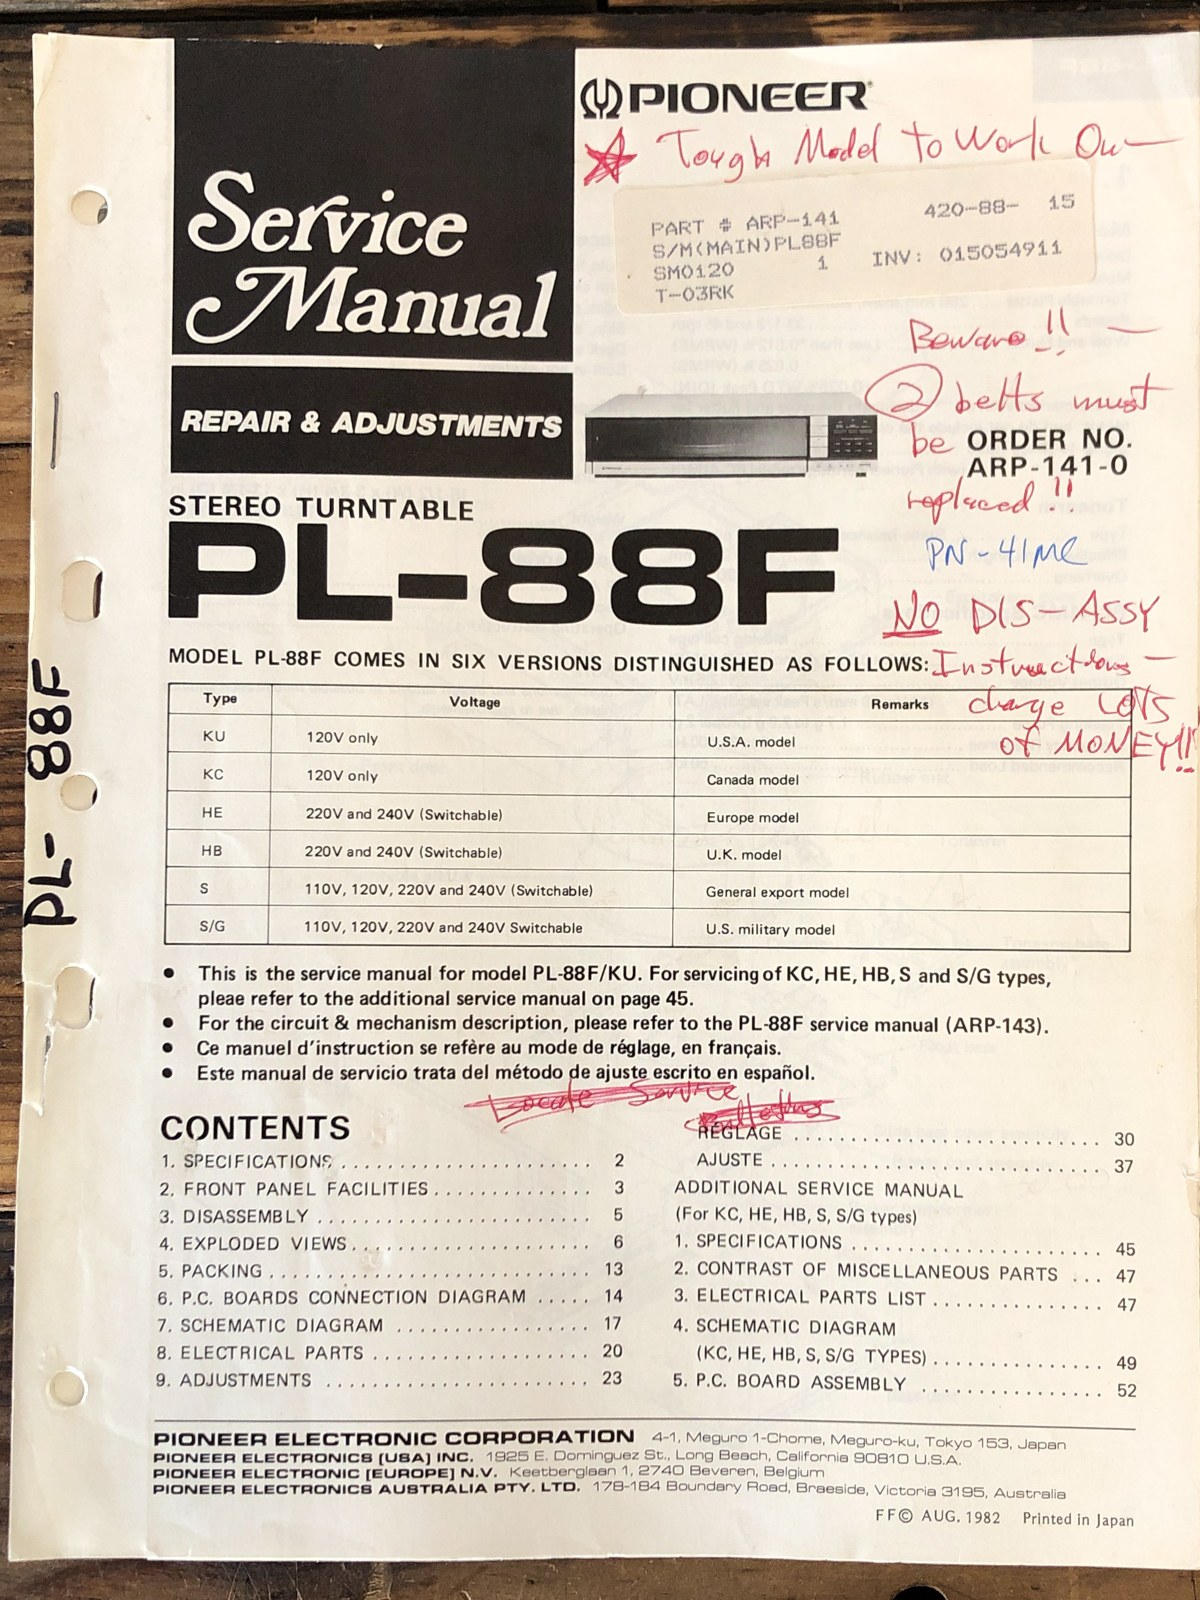 PIONEER®
☆ Tough Model to Work On —
Service
Manual
PART # ARP-141 420-88- 15
S/M(MAIN)PL88F
SM0120 1 INV: 015054911
T-03RK
Beware!! —
REPAIR & ADJUSTMENTS
2 belts must
be
ORDER NO.
ARP-141-0
replaced!!
STEREO TURNTABLE
PL-88F
NO DIS-ASSY
Instructions —
charge LOTS
of MONEY!!
MODEL PL-88F COMES IN SIX VERSIONS DISTINGUISHED AS FOLLOWS:
Type Voltage Remarks
KU 120V only U.S.A. model
KC 120V only Canada model
HE 220V and 240V (Switchable) Europe model
HB 220V and 240V (Switchable) U.K. model
S 110V, 120V, 220V and 240V (Switchable) General export model
S/G 110V, 120V, 220V and 240V Switchable U.S. military model
PL-88F
● This is the service manual for model PL-88F/KU. For servicing of KC, HE, HB, S and S/G types,
pleae refer to the additional service manual on page 45.
● For the circuit & mechanism description, please refer to the PL-88F service manual (ARP-143).
● Ce manuel d'instruction se refère au mode de réglage, en français.
● Este manual de servicio trata del método de ajuste escrito en español.
Locate Service
Bulletins
CONTENTS
1. SPECIFICATIONS ........................ 2
2. FRONT PANEL FACILITIES ............... 3
3. DISASSEMBLY .......................... 5
4. EXPLODED VIEWS ....................... 6
5. PACKING .............................. 13
6. P.C. BOARDS CONNECTION DIAGRAM ..... 14
7. SCHEMATIC DIAGRAM .................. 17
8. ELECTRICAL PARTS .................... 20
9. ADJUSTMENTS ......................... 23
RÉGLAGE ............................. 30
AJUSTE ............................... 37
ADDITIONAL SERVICE MANUAL
(For KC, HE, HB, S, S/G types)
1. SPECIFICATIONS ...................... 45
2. CONTRAST OF MISCELLANEOUS PARTS ... 47
3. ELECTRICAL PARTS LIST ................ 47
4. SCHEMATIC DIAGRAM
(KC, HE, HB, S, S/G TYPES) ................ 49
5. P.C. BOARD ASSEMBLY ................ 52
PIONEER ELECTRONIC CORPORATION 4-1, Meguro 1-Chome, Meguro-ku, Tokyo 153, Japan
PIONEER ELECTRONICS [USA] INC. 1925 E. Dominguez St., Long Beach, California 90810 U.S.A.
PIONEER ELECTRONIC [EUROPE] N.V. Keetberglaan 1, 2740 Beveren, Belgium
PIONEER ELECTRONICS AUSTRALIA PTY. LTD. 178-184 Boundary Road, Braeside, Victoria 3195, Australia
FF© AUG. 1982 Printed in Japan